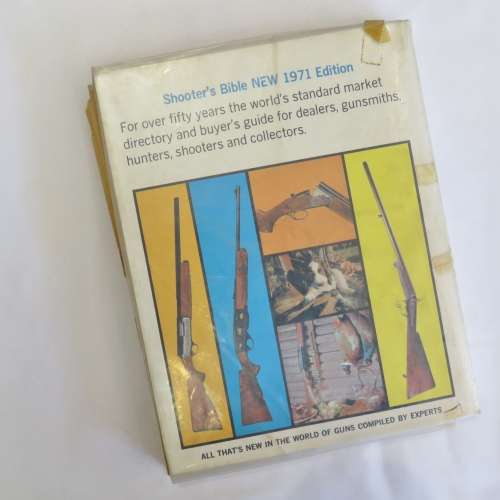 Shooter's Bible NEW 1971 Edition
For over fifty years the world's standard market
directory and buyer's guide for dealers, gunsmiths,
hunters, shooters and collectors.
ALL THAT'S NEW IN THE WORLD OF GUNS COMPILED BY EXPERTS